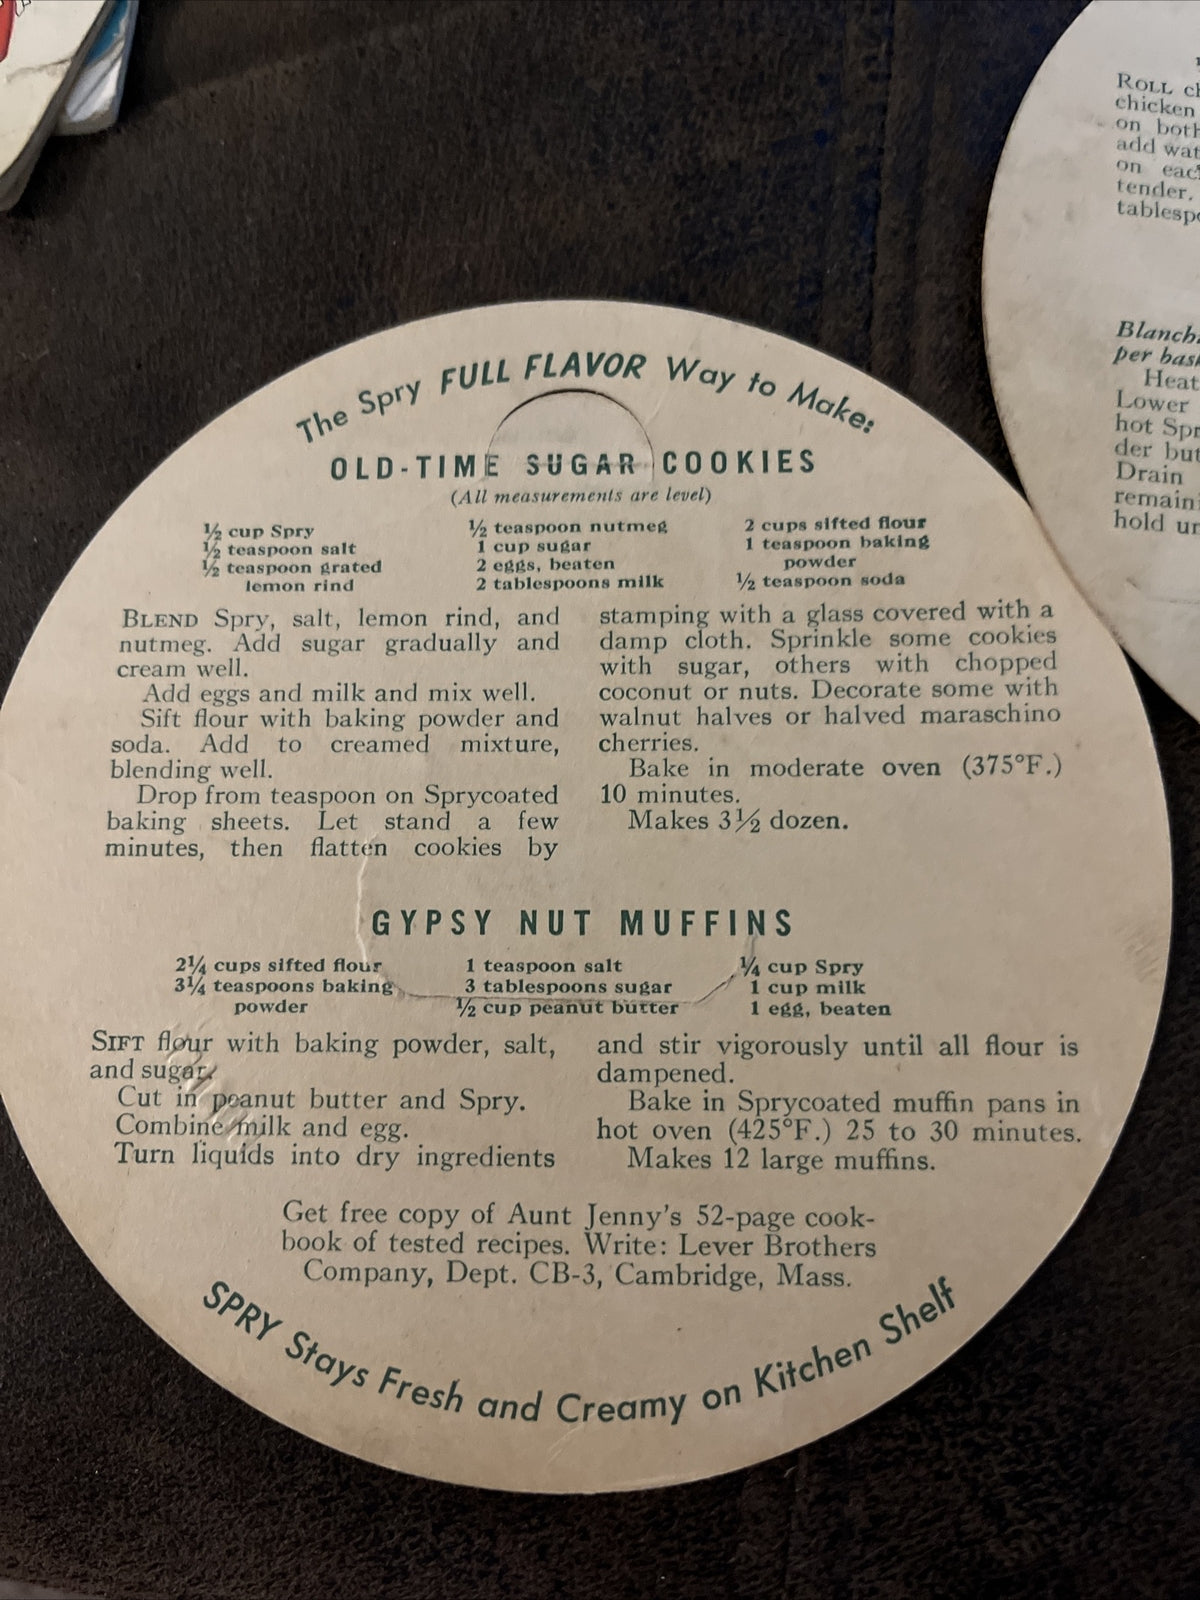 The Spry FULL FLAVOR Way to Make:
OLD-TIME SUGAR COOKIES
(All measurements are level)
½ cup Spry
½ teaspoon salt
½ teaspoon grated
lemon rind
½ teaspoon nutmeg
1 cup sugar
2 eggs, beaten
2 tablespoons milk
2 cups sifted flour
1 teaspoon baking
powder
½ teaspoon soda
BLEND Spry, salt, lemon rind, and
nutmeg. Add sugar gradually and
cream well.
Add eggs and milk and mix well.
Sift flour with baking powder and
soda. Add to creamed mixture,
blending well.
Drop from teaspoon on Sprycoated
baking sheets. Let stand a few
minutes, then flatten cookies by
stamping with a glass covered with a
damp cloth. Sprinkle some cookies
with sugar, others with chopped
coconut or nuts. Decorate some with
walnut halves or halved maraschino
cherries.
Bake in moderate oven (375°F.)
10 minutes.
Makes 3½ dozen.
GYPSY NUT MUFFINS
2¼ cups sifted flour
3¼ teaspoons baking
powder
1 teaspoon salt
3 tablespoons sugar
½ cup peanut butter
¼ cup Spry
1 cup milk
1 egg, beaten
SIFT flour with baking powder, salt,
and sugar.
Cut in peanut butter and Spry.
Combine milk and egg.
Turn liquids into dry ingredients
and stir vigorously until all flour is
dampened.
Bake in Sprycoated muffin pans in
hot oven (425°F.) 25 to 30 minutes.
Makes 12 large muffins.
Get free copy of Aunt Jenny's 52-page cook-
book of tested recipes. Write: Lever Brothers
Company, Dept. CB-3, Cambridge, Mass.
SPRY Stays Fresh and Creamy on Kitchen Shelf
ROLL
chicken
on both
add
on
tender.
per
Heat
Lower
hot
but
Drain
hold